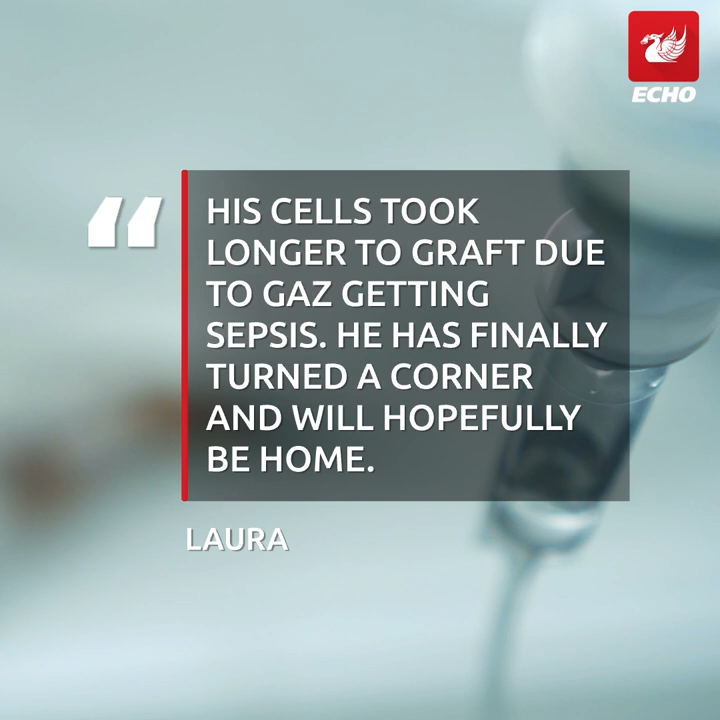 ECHO
“
HIS CELLS TOOK
LONGER TO GRAFT DUE
TO GAZ GETTING
SEPSIS. HE HAS FINALLY
TURNED A CORNER
AND WILL HOPEFULLY
BE HOME.
LAURA